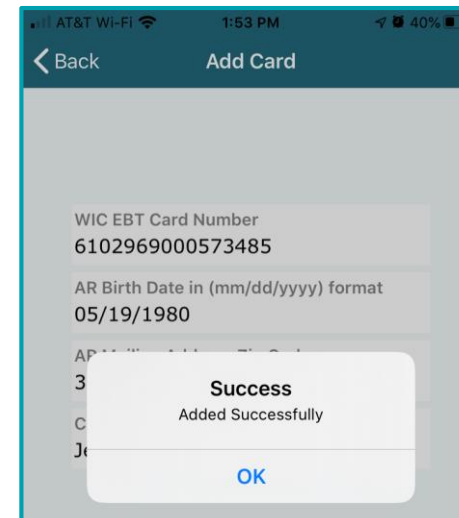 AT&T Wi-Fi 1:53 PM 40%
Back Add Card
WIC EBT Card Number
6102969000573485
AR Birth Date in (mm/dd/yyyy) format
05/19/1980
3
Success
Added Successfully
C
OK